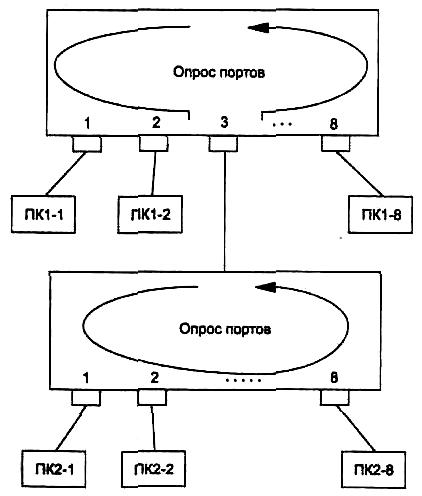 Опрос портов
1 2 3 ... 8
ПК1-1 ПК1-2 ПК1-8
Опрос портов
1 2 ..... 8
ПК2-1 ПК2-2 ПК2-8